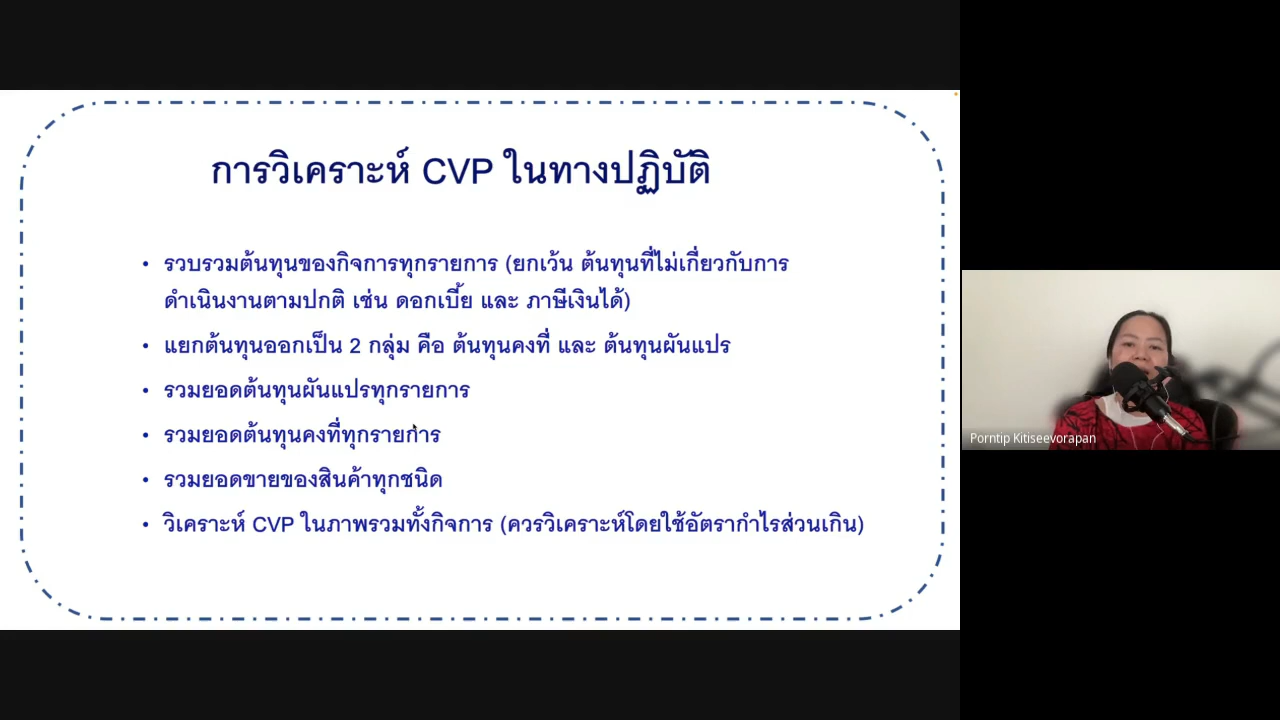 การวิเคราะห์ CVP ในทางปฏิบัติ
• รวบรวมต้นทุนของกิจการทุกรายการ (ยกเว้น ต้นทุนที่ไม่เกี่ยวกับการ
ดำเนินงานตามปกติ เช่น ดอกเบี้ย และ ภาษีเงินได้)
• แยกต้นทุนออกเป็น 2 กลุ่ม คือ ต้นทุนคงที่ และ ต้นทุนผันแปร
• รวมยอดต้นทุนผันแปรทุกรายการ
• รวมยอดต้นทุนคงที่ทุกรายการ
• รวมยอดขายของสินค้าทุกชนิด
• วิเคราะห์ CVP ในภาพรวมทั้งกิจการ (ควรวิเคราะห์โดยใช้อัตรากำไรส่วนเกิน)
Porntip Kitiseevorapan